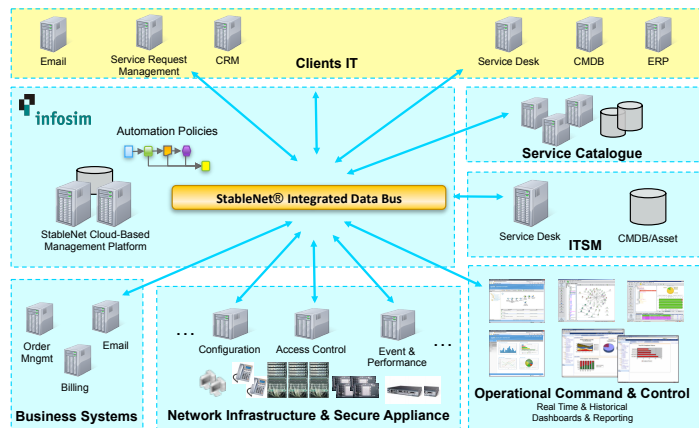 Email
Service Request
Management
CRM
Clients IT
Service Desk
CMDB
ERP
infosim
Automation Policies
StableNet Cloud-Based
Management Platform
StableNet® Integrated Data Bus
Service Catalogue
Service Desk
CMDB/Asset
ITSM
Order
Mgmt
Email
Billing
Business Systems
...
Configuration
Access Control
Event &
Performance
...
Network Infrastructure & Secure Appliance
Operational Command & Control
Real Time & Historical
Dashboards & Reporting